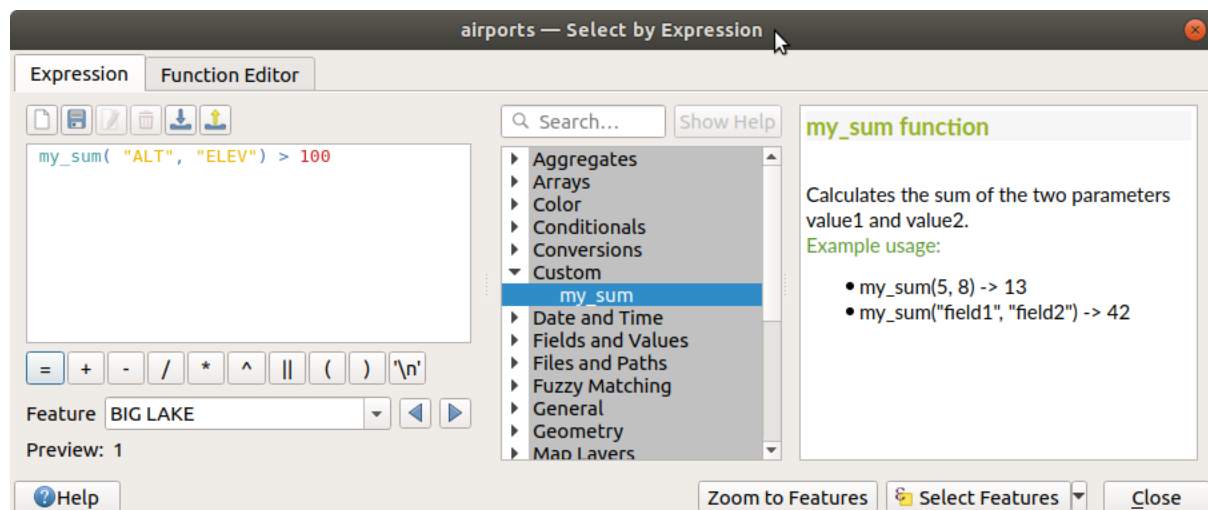 airports — Select by Expression
Expression
Function Editor
my_sum( "ALT", "ELEV") > 100
= + - / * ^ || ( ) '\n'
Feature BIG LAKE
Preview: 1
Search...
Show Help
Aggregates
Arrays
Color
Conditionals
Conversions
Custom
my_sum
Date and Time
Fields and Values
Files and Paths
Fuzzy Matching
General
Geometry
Map Layers
my_sum function
Calculates the sum of the two parameters
value1 and value2.
Example usage:
my_sum(5, 8) -> 13
my_sum("field1", "field2") -> 42
Help
Zoom to Features
Select Features
Close